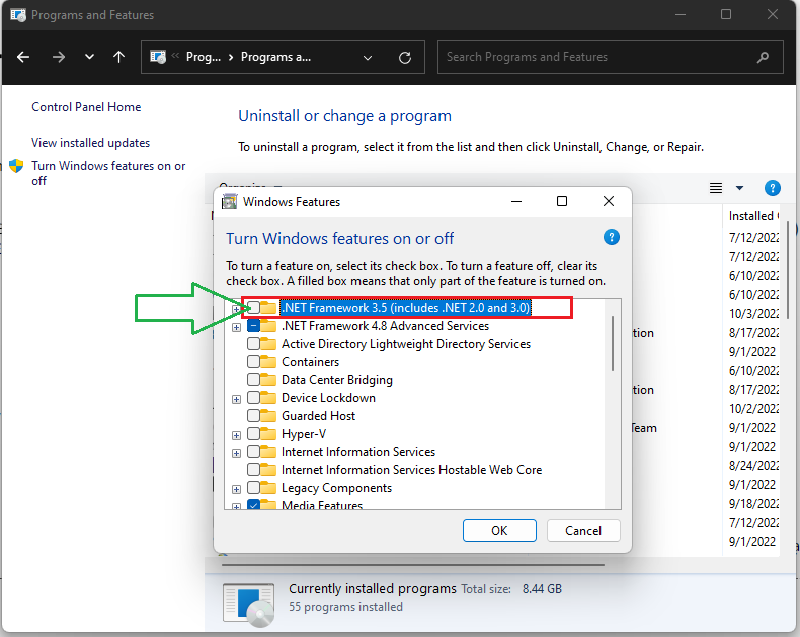 Programs and Features
Prog...
Programs a...
Search Programs and Features
Control Panel Home
View installed updates
Turn Windows features on or
off
Uninstall or change a program
To uninstall a program, select it from the list and then click Uninstall, Change, or Repair.
Windows Features
Turn Windows features on or off
To turn a feature on, select its check box. To turn a feature off, clear its
check box. A filled box means that only part of the feature is turned on.
.NET Framework 3.5 (includes .NET 2.0 and 3.0)
.NET Framework 4.8 Advanced Services
Active Directory Lightweight Directory Services
Containers
Data Center Bridging
Device Lockdown
Guarded Host
Hyper-V
Internet Information Services
Internet Information Services Hostable Web Core
Legacy Components
Media Features
OK
Cancel
Installed
7/12/2022
7/12/2022
6/10/2022
6/10/2022
10/3/2022
tion 8/17/2022
9/1/2022
6/10/2022
tion 8/17/2022
10/2/2022
Team 9/1/2022
9/1/2022
8/24/2022
9/1/2022
9/18/2022
7/12/2022
9/1/2022
Currently installed programs Total size: 8.44 GB
55 programs installed